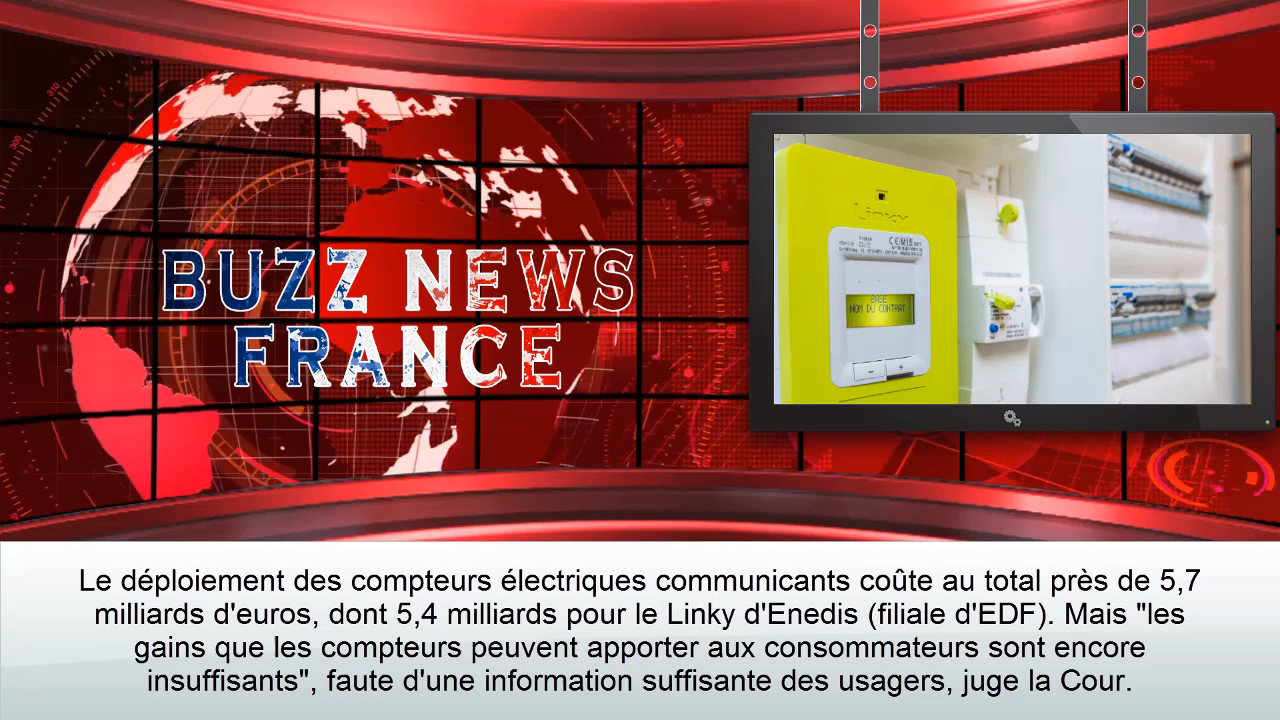 BUZZ NEWS
FRANCE
Linky
BASE
NOM DU CONTRAT
- +
Le déploiement des compteurs électriques communicants coûte au total près de 5,7
milliards d'euros, dont 5,4 milliards pour le Linky d'Enedis (filiale d'EDF). Mais "les
gains que les compteurs peuvent apporter aux consommateurs sont encore
insuffisants", faute d'une information suffisante des usagers, juge la Cour.